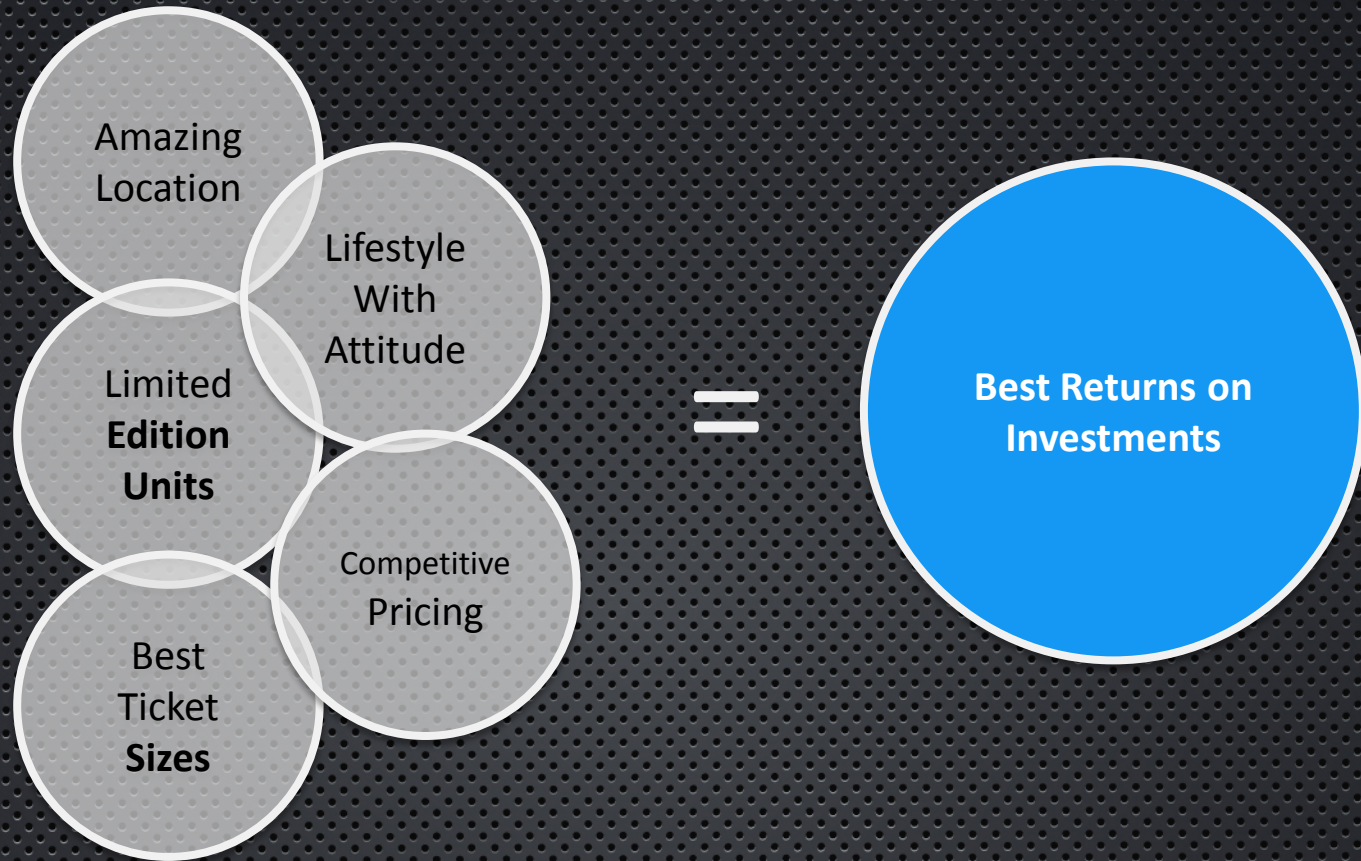 Amazing
Location
Lifestyle
With
Attitude
Limited
Edition
Units
Competitive
Pricing
Best
Ticket
Sizes
=
Best Returns on
Investments